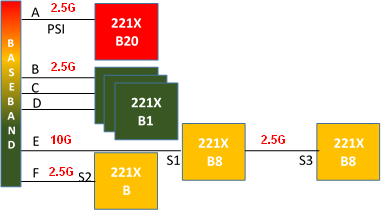 BASEBAND
A 2.5G
PSI
221X
B20
B 2.5G
C
D
221X
B1
E 10G
S1
221X
B8
2.5G
S3
221X
B8
F 2.5G
S2
221X
B